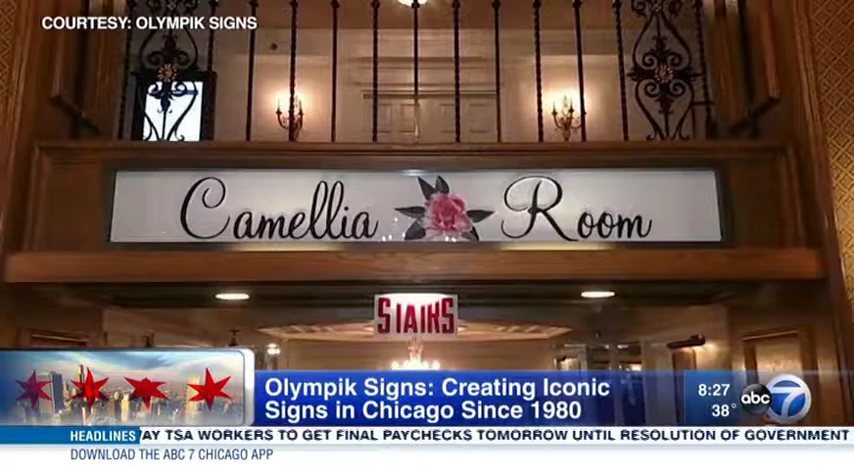 COURTESY: OLYMPIK SIGNS
Camellia Room
STAIRS
Olympik Signs: Creating Iconic
Signs in Chicago Since 1980
8:27
38°
abc 7
HEADLINES AY TSA WORKERS TO GET FINAL PAYCHECKS TOMORROW UNTIL RESOLUTION OF GOVERNMENT
DOWNLOAD THE ABC 7 CHICAGO APP